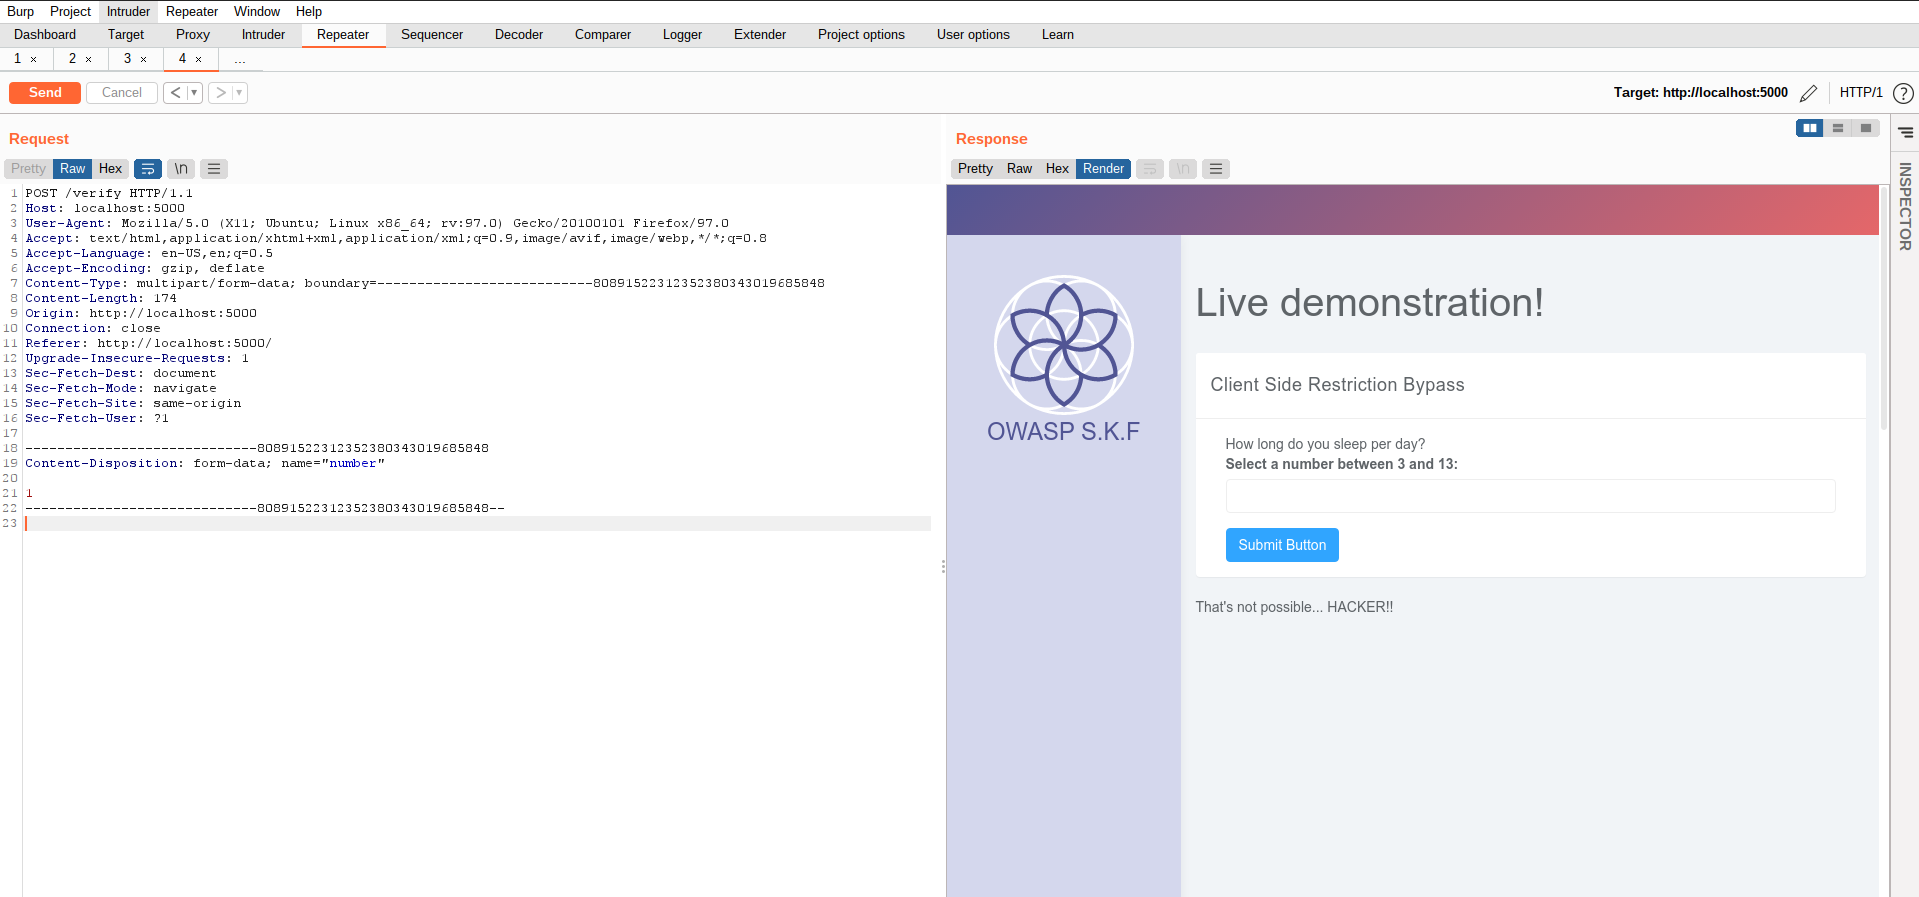 Burp Project Intruder Repeater Window Help
Dashboard Target Proxy Intruder Repeater Sequencer Decoder Comparer Logger Extender Project options User options Learn
1 × 2 × 3 × 4 × ...
Send Cancel < ▾ > ▾ Target: http://localhost:5000 HTTP/1 ?
Request
Pretty Raw Hex \n
1 POST /verify HTTP/1.1
2 Host: localhost:5000
3 User-Agent: Mozilla/5.0 (X11; Ubuntu; Linux x86_64; rv:97.0) Gecko/20100101 Firefox/97.0
4 Accept: text/html,application/xhtml+xml,application/xml;q=0.9,image/avif,image/webp,*/*;q=0.8
5 Accept-Language: en-US,en;q=0.5
6 Accept-Encoding: gzip, deflate
7 Content-Type: multipart/form-data; boundary=---------------------------80891522312352380343019685848
8 Content-Length: 174
9 Origin: http://localhost:5000
10 Connection: close
11 Referer: http://localhost:5000/
12 Upgrade-Insecure-Requests: 1
13 Sec-Fetch-Dest: document
14 Sec-Fetch-Mode: navigate
15 Sec-Fetch-Site: same-origin
16 Sec-Fetch-User: ?1
17
18 -----------------------------80891522312352380343019685848
19 Content-Disposition: form-data; name="number"
20
21 1
22 -----------------------------80891522312352380343019685848--
23
Response
Pretty Raw Hex Render \n
INSPECTOR
OWASP S.K.F
Live demonstration!
Client Side Restriction Bypass
How long do you sleep per day?
Select a number between 3 and 13:
Submit Button
That's not possible... HACKER!!